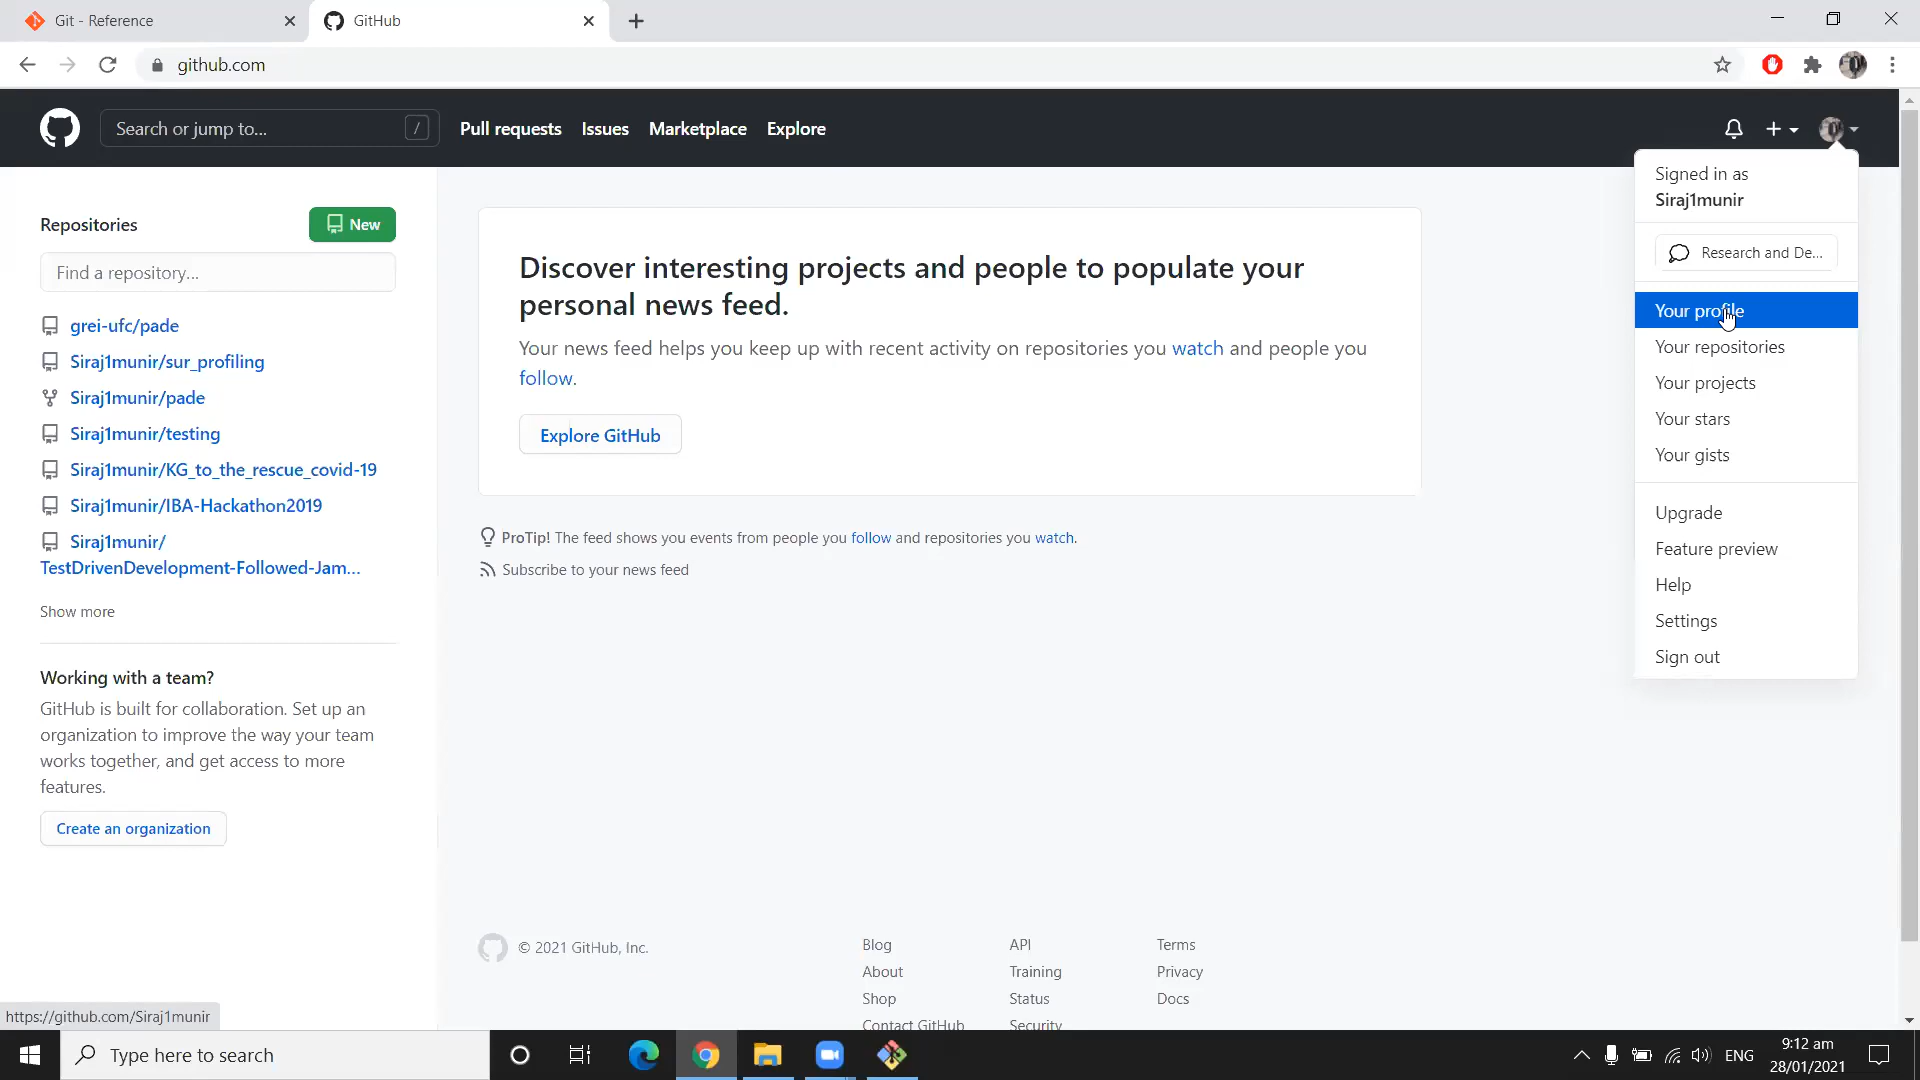 Git - Reference
GitHub
github.com
Search or jump to...
/
Pull requests
Issues
Marketplace
Explore
Signed in as
Siraj1munir
Research and De...
Your profile
Your repositories
Your projects
Your stars
Your gists
Upgrade
Feature preview
Help
Settings
Sign out
Repositories
New
Find a repository...
grei-ufc/pade
Siraj1munir/sur_profiling
Siraj1munir/pade
Siraj1munir/testing
Siraj1munir/KG_to_the_rescue_covid-19
Siraj1munir/IBA-Hackathon2019
Siraj1munir/
TestDrivenDevelopment-Followed-Jam...
Show more
Working with a team?
GitHub is built for collaboration. Set up an
organization to improve the way your team
works together, and get access to more
features.
Create an organization
Discover interesting projects and people to populate your
personal news feed.
Your news feed helps you keep up with recent activity on repositories you watch and people you
follow.
Explore GitHub
ProTip! The feed shows you events from people you follow and repositories you watch.
Subscribe to your news feed
© 2021 GitHub, Inc.
Blog
About
Shop
Contact GitHub
API
Training
Status
Security
Terms
Privacy
Docs
https://github.com/Siraj1munir
Type here to search
ENG
9:12 am
28/01/2021